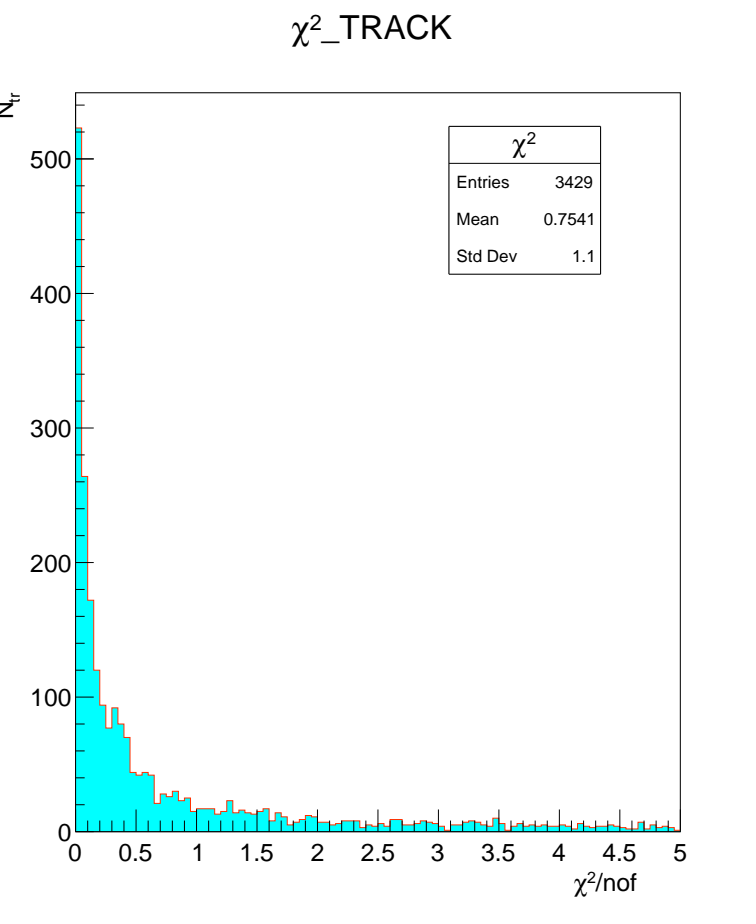 χ²_TRACK
N_tr
χ²
Entries 3429
Mean 0.7541
Std Dev 1.1
500
400
300
200
100
0
0 0.5 1 1.5 2 2.5 3 3.5 4 4.5 5
χ²/nof